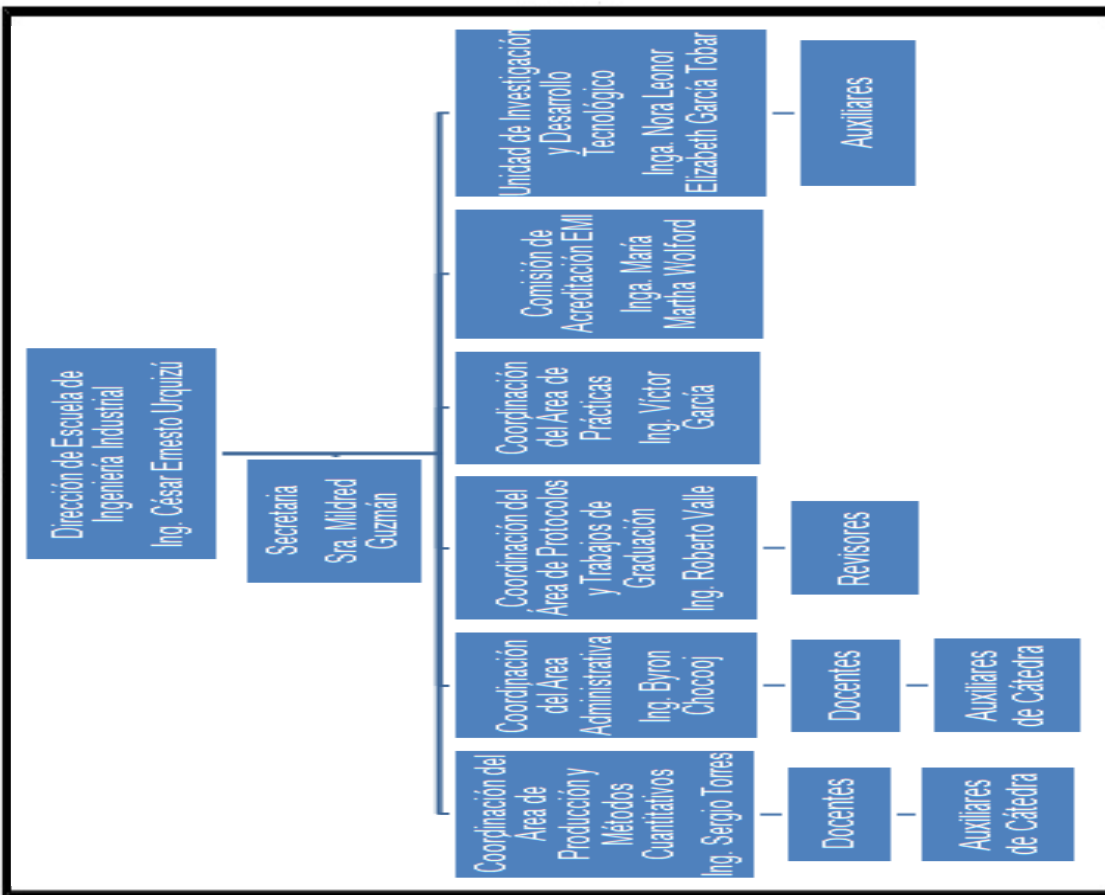 Dirección de Escuela de
Ingeniería Industrial
Ing. César Ernesto Urquizú
Secretaria
Sra. Mildred
Guzmán
Coordinación del
Área de
Producción y
Métodos
Cuantitativos
Ing. Sergio Torres
Docentes
Auxiliares
de Cátedra
Coordinación
del Área
Administrativa
Ing. Byron
Chocooj
Docentes
Auxiliares
de Cátedra
Coordinación del
Área de Protocolos
y Trabajos de
Graduación
Ing. Roberto Valle
Revisores
Coordinación
del Área de
Prácticas
Ing. Víctor
García
Comisión de
Acreditación EMI
Inga. María
Martha Wolford
Unidad de Investigación
y Desarrollo
Tecnológico
Inga. Nora Leonor
Elizabeth García Tobar
Auxiliares